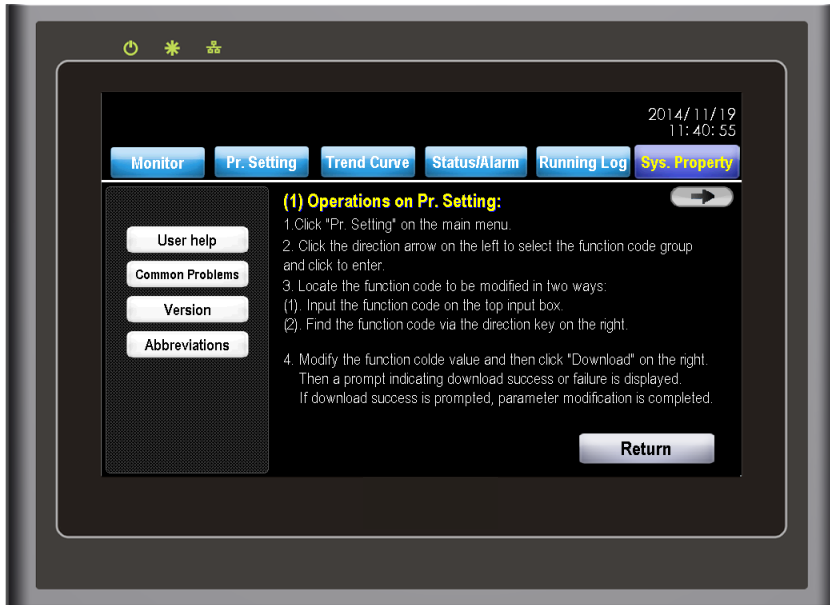 2014/11/19
11:40:55
Monitor Pr. Setting Trend Curve Status/Alarm Running Log Sys. Property
User help
Common Problems
Version
Abbreviations
(1) Operations on Pr. Setting:
1.Click "Pr. Setting" on the main menu.
2. Click the direction arrow on the left to select the function code group
and click to enter.
3. Locate the function code to be modified in two ways:
(1). Input the function code on the top input box.
(2). Find the function code via the direction key on the right.
4. Modify the function colde value and then click "Download" on the right.
Then a prompt indicating download success or failure is displayed.
If download success is prompted, parameter modification is completed.
Return